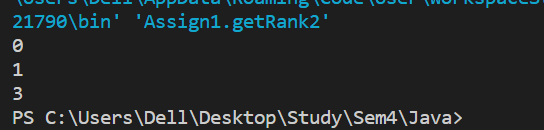 \Users\Dell\AppData\Roaming\Code\User\workspaceS
21790\bin' 'Assign1.getRank2'
0
1
3
PS C:\Users\Dell\Desktop\Study\Sem4\Java>